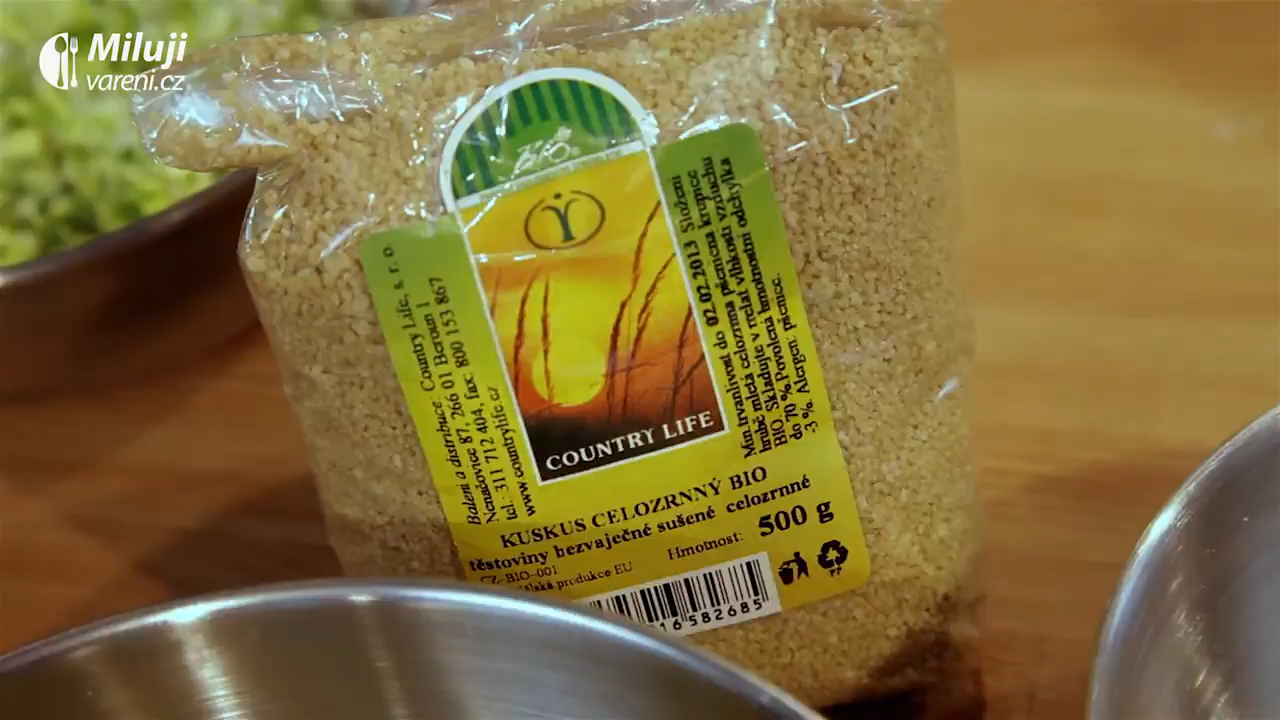 Miluji
vareni.cz
Bio
COUNTRY LIFE
Balení a distribuce: Country Life, s. r. o.
Nenačovice 87, 266 01 Beroun 1
tel.: 311 712 404, fax: 800 153 867
www.countrylife.cz
Min.trvanlivost do 02.02.2013 Složení
hrubě mletá celozrnná pšeničná krupice
BIO. Skladujte v relat vlhkosti vzduchu
do 70 %.Povolená hmotnostní odchylka
-3 %. Alergen: pšenice.
KUSKUS CELOZRNNÝ BIO
těstoviny bezvaječné sušené celozrnné
Hmotnost: 500 g
CZ-BIO-001
produkce EU
16582685
PP